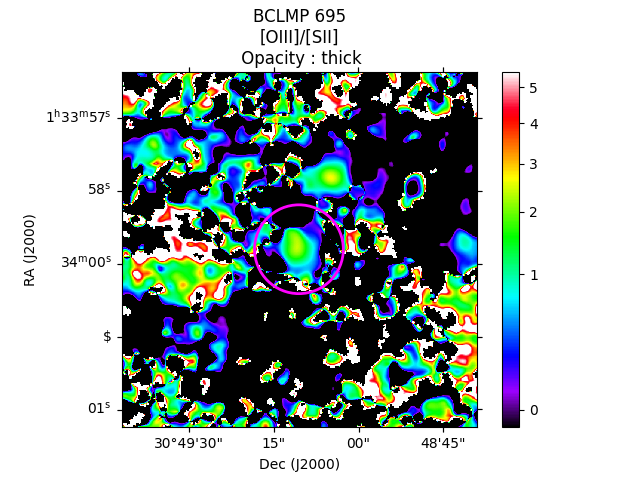 BCLMP 695
[OIII]/[SII]
Opacity : thick
1ʰ33ᵐ57ˢ
58ˢ
34ᵐ00ˢ
$
01ˢ
RA (J2000)
30°49'30"
15"
00"
48'45"
Dec (J2000)
5
4
3
2
1
0